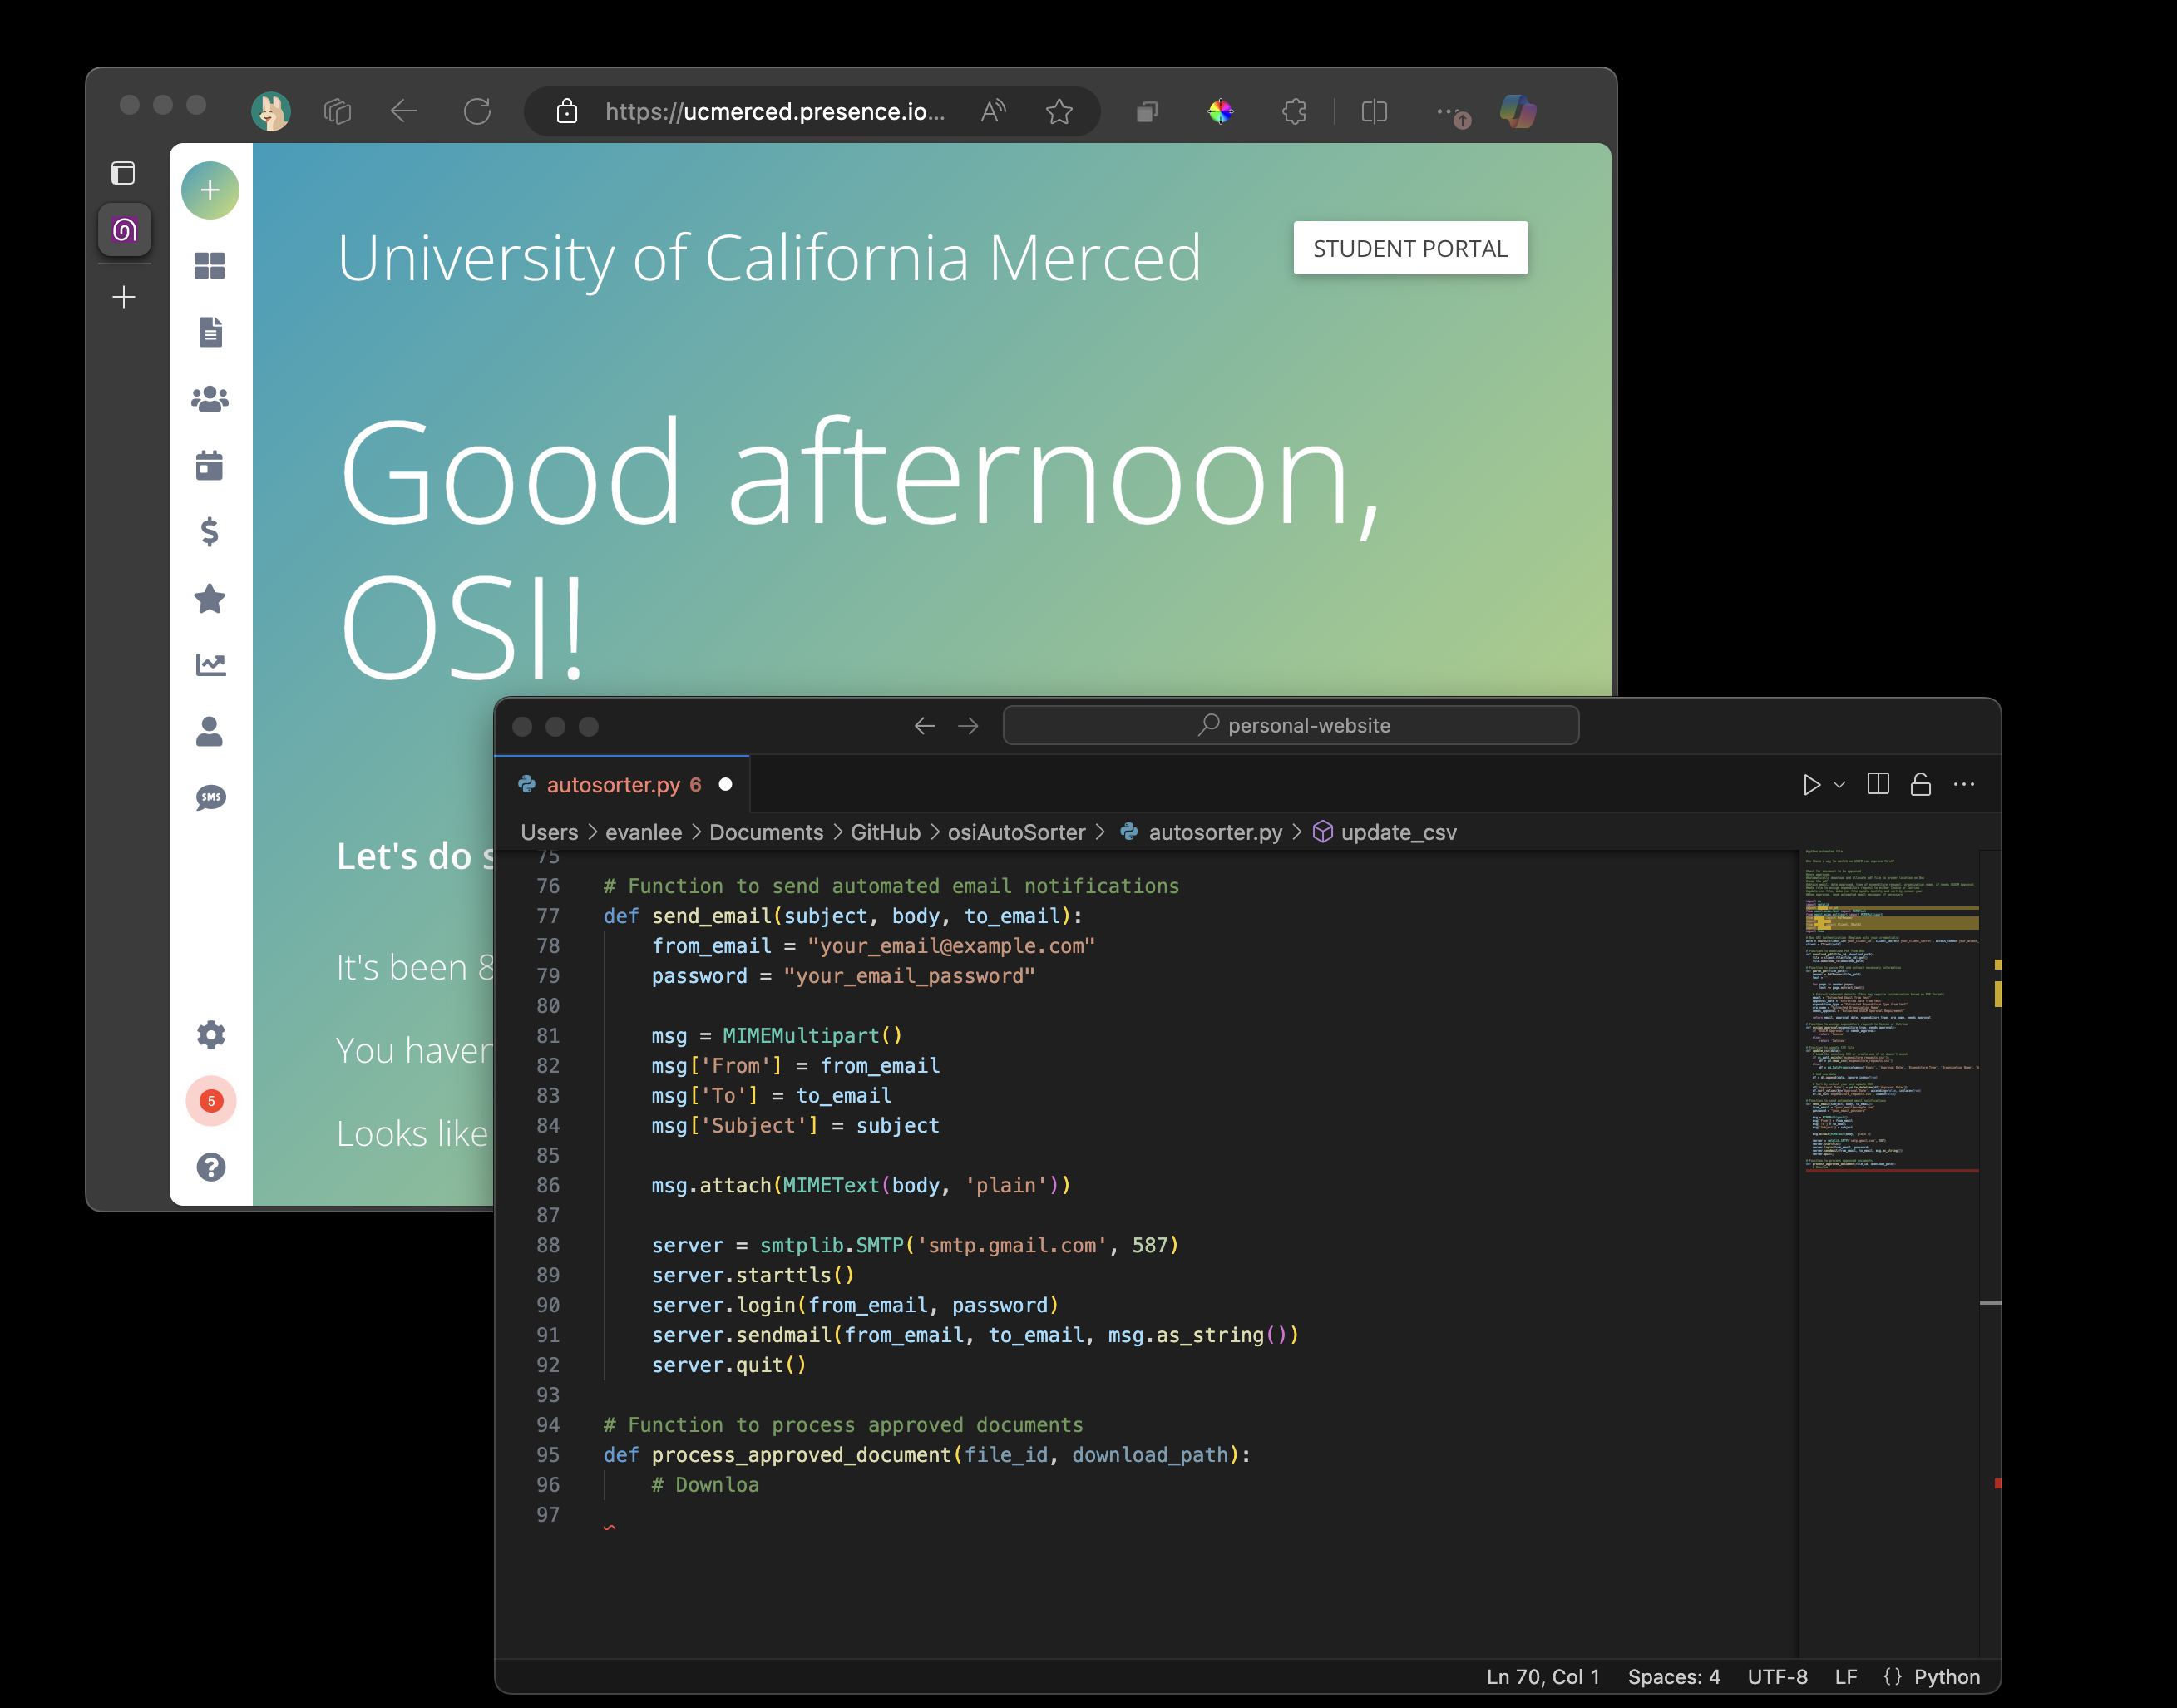 https://ucmerced.presence.io...
University of California Merced
STUDENT PORTAL
Good afternoon,
OSI!
Let's do s
It's been 8
You haven
Looks like
SMS
5
?
personal-website
autosorter.py 6
Users > evanlee > Documents > GitHub > osiAutoSorter > autosorter.py > update_csv
75
76 # Function to send automated email notifications
77 def send_email(subject, body, to_email):
78     from_email = "your_email@example.com"
79     password = "your_email_password"
80
81     msg = MIMEMultipart()
82     msg['From'] = from_email
83     msg['To'] = to_email
84     msg['Subject'] = subject
85
86     msg.attach(MIMEText(body, 'plain'))
87
88     server = smtplib.SMTP('smtp.gmail.com', 587)
89     server.starttls()
90     server.login(from_email, password)
91     server.sendmail(from_email, to_email, msg.as_string())
92     server.quit()
93
94 # Function to process approved documents
95 def process_approved_document(file_id, download_path):
96     # Downloa
97
Ln 70, Col 1 Spaces: 4 UTF-8 LF {} Python